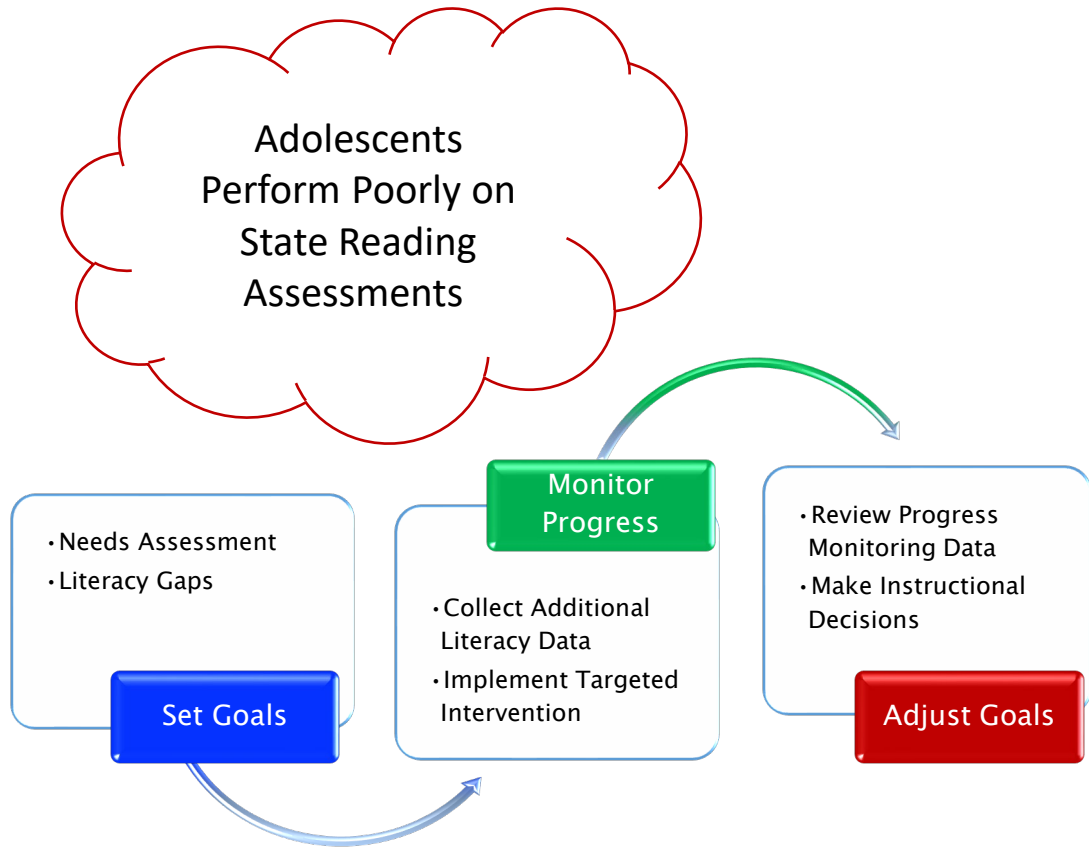 Adolescents
Perform Poorly on
State Reading
Assessments
• Needs Assessment
• Literacy Gaps
Set Goals
Monitor
Progress
• Collect Additional
Literacy Data
• Implement Targeted
Intervention
• Review Progress
Monitoring Data
• Make Instructional
Decisions
Adjust Goals